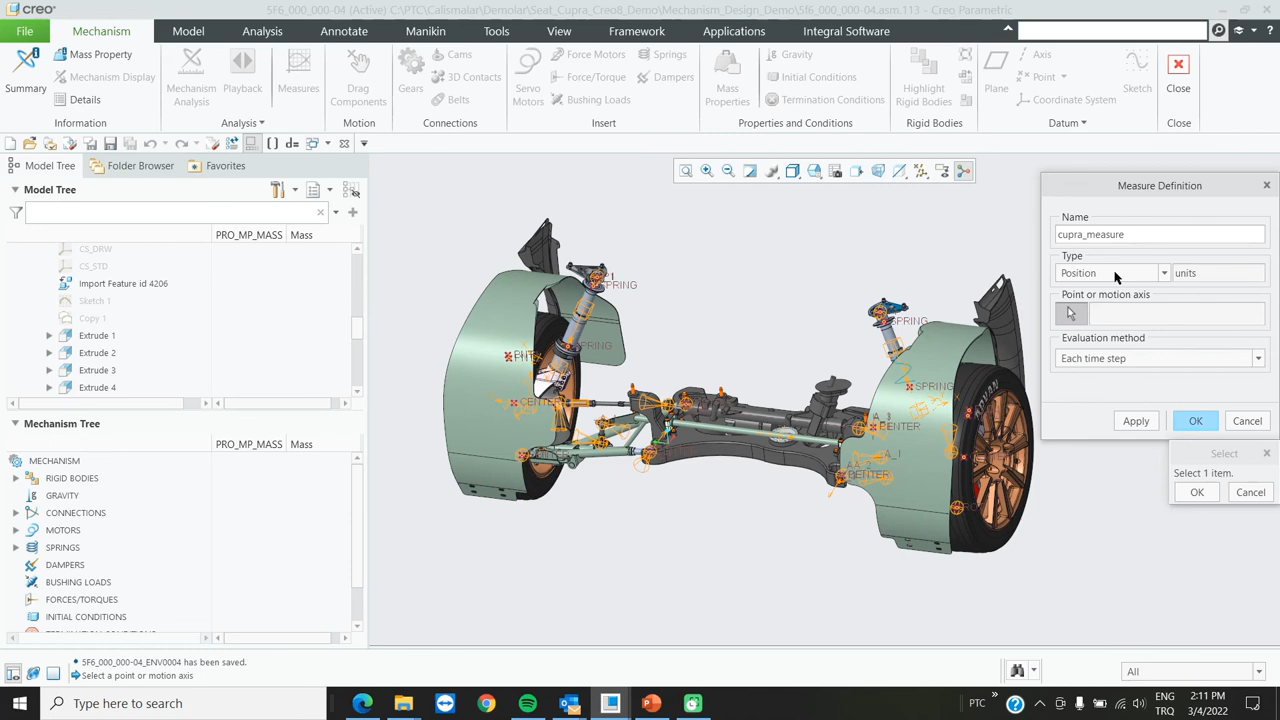 creo
5F6_000_000-04 (Active) C:\PTC\Calismalar\Demolar\Seat_Cupra_Creo8_Demo\Mechanism_Design_Demo\5f6_000_000-04.asm.113 - Creo Parametric
File Mechanism Model Analysis Annotate Manikin Tools View Framework Applications Integral Software
Summary
Mass Property
Mechanism Display
Details
Information
Mechanism Analysis
Playback
Measures
Analysis
Drag Components
Motion
Gears
Cams
3D Contacts
Belts
Connections
Servo Motors
Force Motors
Force/Torque
Bushing Loads
Springs
Dampers
Insert
Mass Properties
Gravity
Initial Conditions
Termination Conditions
Properties and Conditions
Highlight Rigid Bodies
Rigid Bodies
Plane
Axis
Point
Coordinate System
Sketch
Datum
Close
Close
Model Tree Folder Browser Favorites
Model Tree
PRO_MP_MASS Mass
CS_DRW
CS_STD
Import Feature id 4206
Sketch 1
Copy 1
Extrude 1
Extrude 2
Extrude 3
Extrude 4
Mechanism Tree
PRO_MP_MASS Mass
MECHANISM
RIGID BODIES
GRAVITY
CONNECTIONS
MOTORS
SPRINGS
DAMPERS
BUSHING LOADS
FORCES/TORQUES
INITIAL CONDITIONS
SPRING
SPRING
SPRING
SPRING
A_3
A_1
Measure Definition
Name
cupra_measure
Type
Position units
Point or motion axis
Evaluation method
Each time step
Apply OK Cancel
Select
Select 1 item.
OK Cancel
5F6_000_000-04_ENV0004 has been saved.
Select a point or motion axis
All
Type here to search
PTC
ENG
TRQ
2:11 PM
3/4/2022